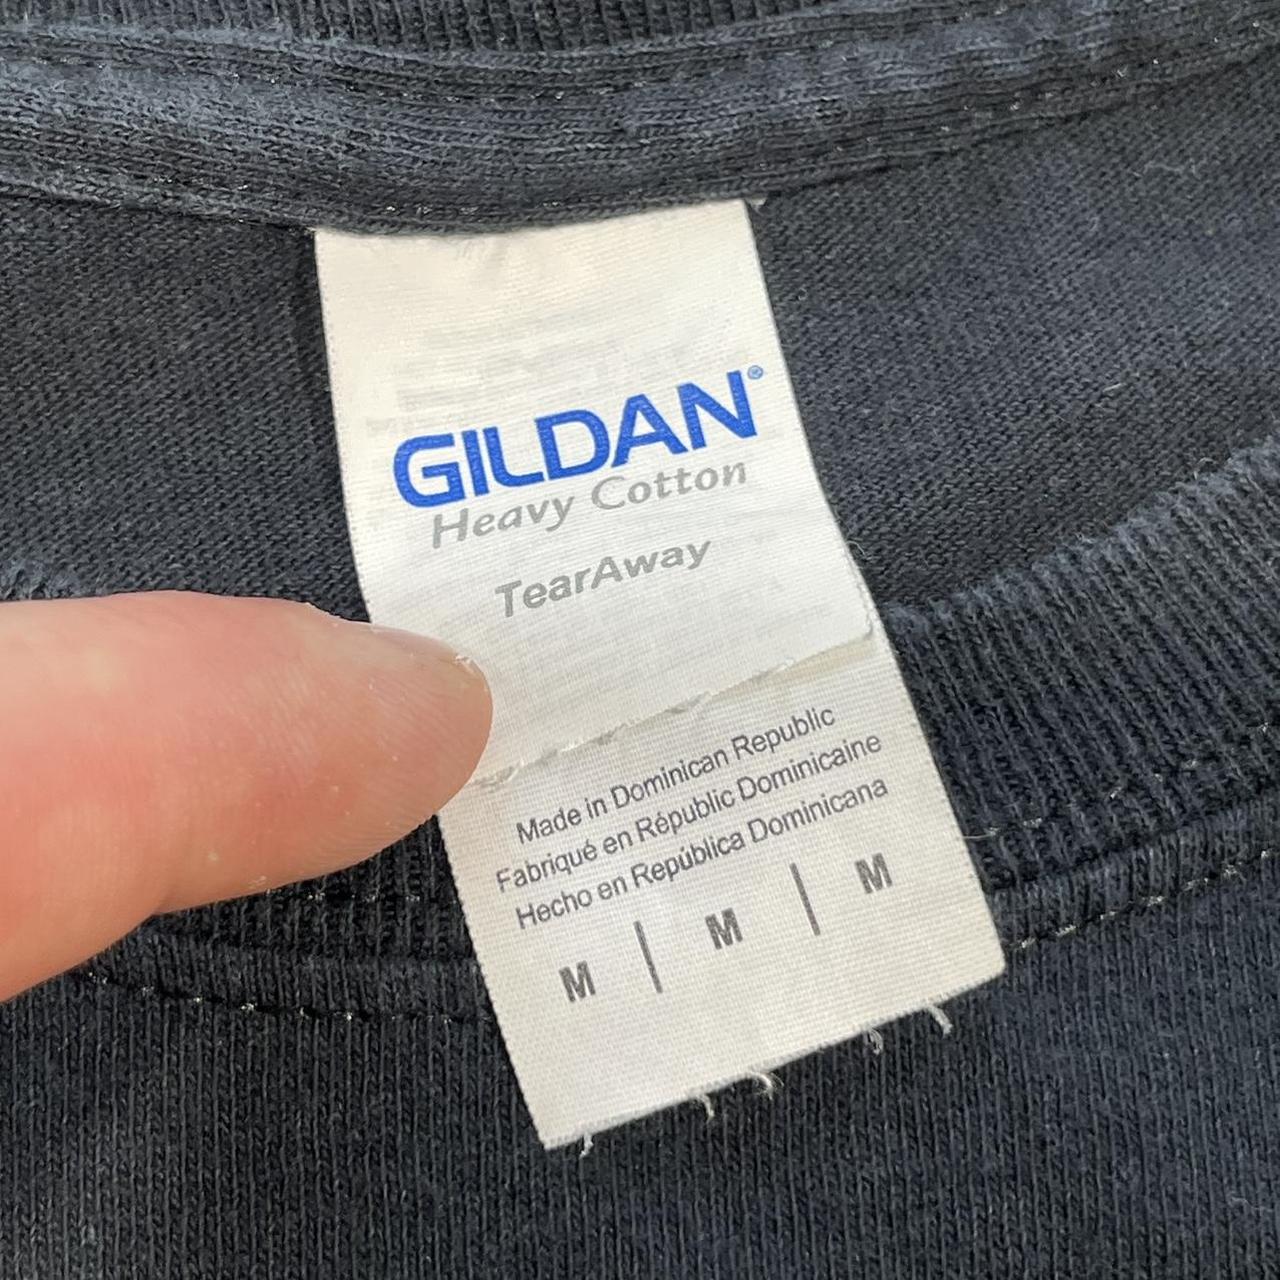 GILDAN®
Heavy Cotton
TearAway
Made in Dominican Republic
Fabriqué en Républic Dominicaine
Hecho en República Dominicana
M | M | M